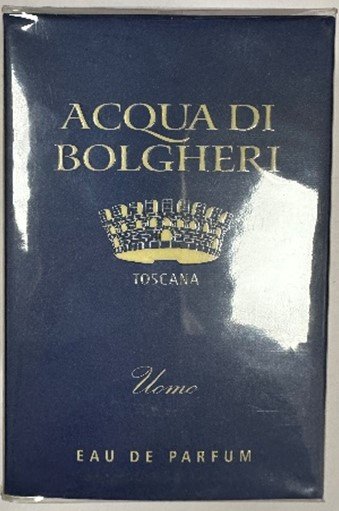 ACQUA DI
BOLGHERI
TOSCANA
Uomo
EAU DE PARFUM